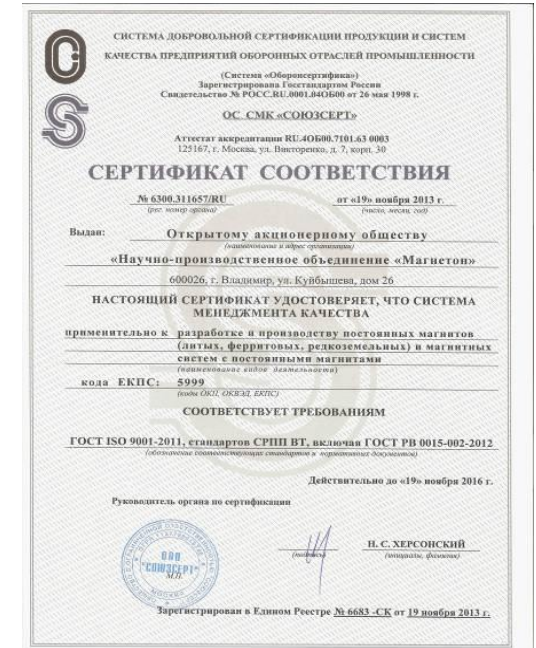 СИСТЕМА ДОБРОВОЛЬНОЙ СЕРТИФИКАЦИИ ПРОДУКЦИИ И СИСТЕМ
КАЧЕСТВА ПРЕДПРИЯТИЙ ОБОРОННЫХ ОТРАСЛЕЙ ПРОМЫШЛЕННОСТИ
(Система «Оборонсертифика»)
Зарегистрирована Госстандартом России
Свидетельство № РОСС.RU.0001.04ОБ00 от 26 мая 1998 г.
ОС СМК «СОЮЗСЕРТ»
Аттестат аккредитации RU.4ОБ00.7101.63 0003
125167, г. Москва, ул. Викторенко, д. 7, корп. 30
СЕРТИФИКАТ СООТВЕТСТВИЯ
№ 6300.311657/RU от «19» ноября 2013 г.
(рег. номер органа) (число, месяц, год)
Выдан: Открытому акционерному обществу
(наименование и адрес организации)
«Научно-производственное объединение «Магнетон»
600026, г. Владимир, ул. Куйбышева, дом 26
НАСТОЯЩИЙ СЕРТИФИКАТ УДОСТОВЕРЯЕТ, ЧТО СИСТЕМА
МЕНЕДЖМЕНТА КАЧЕСТВА
применительно к разработке и производству постоянных магнитов
(литых, ферритовых, редкоземельных) и магнитных
систем с постоянными магнитами
(наименование кодов деятельности)
кода ЕКПС: 5999
(коды ОКП, ОКВЭД, ЕКПС)
СООТВЕТСТВУЕТ ТРЕБОВАНИЯМ
ГОСТ ISO 9001-2011, стандартов СРПП ВТ, включая ГОСТ РВ 0015-002-2012
(обозначение соответствующих стандартов и нормативных документов)
Действительно до «19» ноября 2016 г.
Руководитель органа по сертификации
Н. С. ХЕРСОНСКИЙ
(подпись) (инициалы, фамилия)
ООО
"СОЮЗСЕРТ"
М.П.
МОСКВА
Зарегистрирован в Едином Реестре № 6683 -СК от 19 ноября 2013 г.